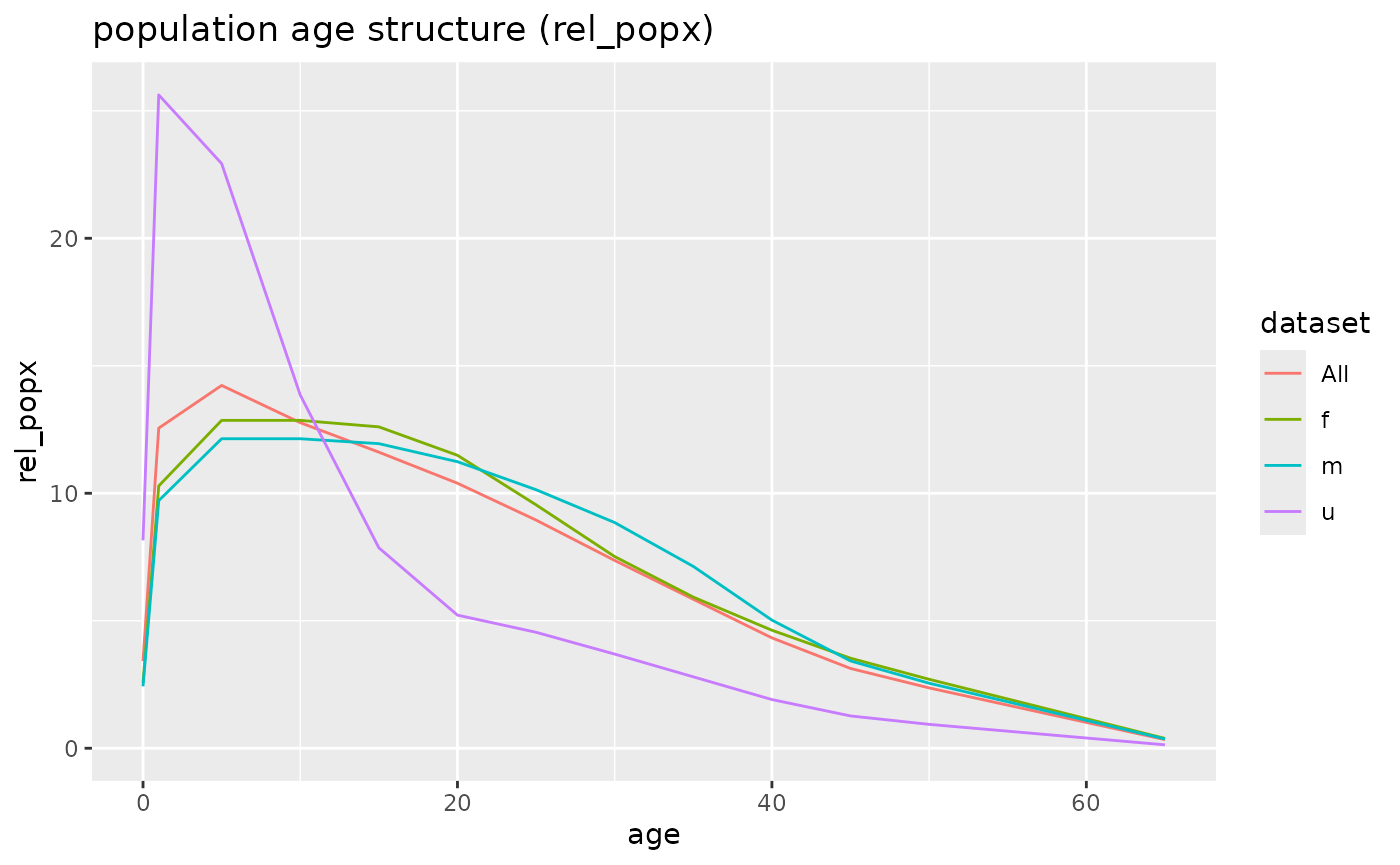 population age structure (rel_popx)
rel_popx
20
10
0
0 20 40 60
age
dataset
All
f
m
u